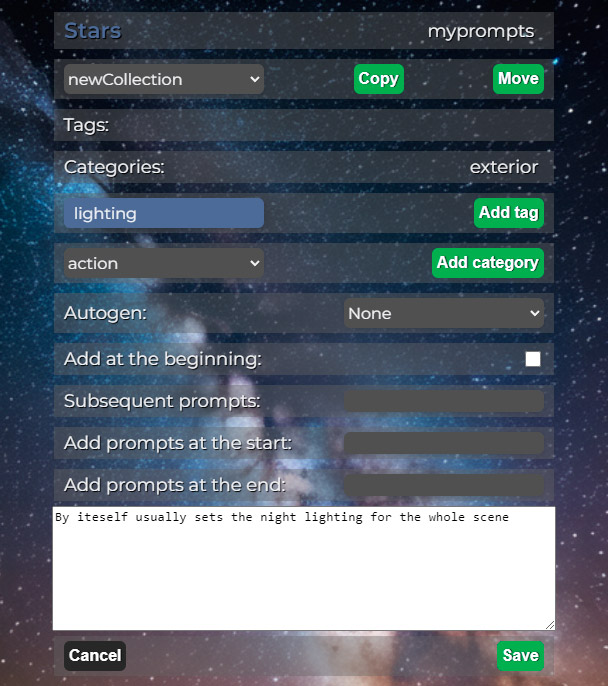 Stars myprompts
newCollection Copy Move
Tags:
Categories: exterior
lighting Add tag
action Add category
Autogen: None
Add at the beginning:
Subsequent prompts:
Add prompts at the start:
Add prompts at the end:
By iteself usually sets the night lighting for the whole scene
Cancel Save